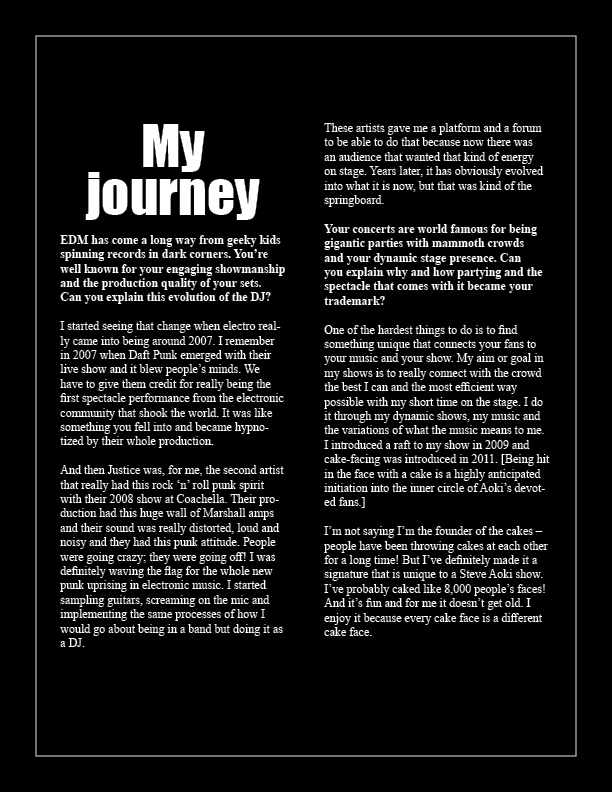 My
journey
EDM has come a long way from geeky kids
spinning records in dark corners. You’re
well known for your engaging showmanship
and the production quality of your sets.
Can you explain this evolution of the DJ?
I started seeing that change when electro real-
ly came into being around 2007. I remember
in 2007 when Daft Punk emerged with their
live show and it blew people’s minds. We
have to give them credit for really being the
first spectacle performance from the electronic
community that shook the world. It was like
something you fell into and became hypno-
tized by their whole production.
And then Justice was, for me, the second artist
that really had this rock ‘n’ roll punk spirit
with their 2008 show at Coachella. Their pro-
duction had this huge wall of Marshall amps
and their sound was really distorted, loud and
noisy and they had this punk attitude. People
were going crazy; they were going off! I was
definitely waving the flag for the whole new
punk uprising in electronic music. I started
sampling guitars, screaming on the mic and
implementing the same processes of how I
would go about being in a band but doing it as
a DJ.
These artists gave me a platform and a forum
to be able to do that because now there was
an audience that wanted that kind of energy
on stage. Years later, it has obviously evolved
into what it is now, but that was kind of the
springboard.
Your concerts are world famous for being
gigantic parties with mammoth crowds
and your dynamic stage presence. Can
you explain why and how partying and the
spectacle that comes with it became your
trademark?
One of the hardest things to do is to find
something unique that connects your fans to
your music and your show. My aim or goal in
my shows is to really connect with the crowd
the best I can and the most efficient way
possible with my short time on the stage. I do
it through my dynamic shows, my music and
the variations of what the music means to me.
I introduced a raft to my show in 2009 and
cake-facing was introduced in 2011. [Being hit
in the face with a cake is a highly anticipated
initiation into the inner circle of Aoki’s devot-
ed fans.]
I’m not saying I’m the founder of the cakes –
people have been throwing cakes at each other
for a long time! But I’ve definitely made it a
signature that is unique to a Steve Aoki show.
I’ve probably caked like 8,000 people’s faces!
And it’s fun and for me it doesn’t get old. I
enjoy it because every cake face is a different
cake face.